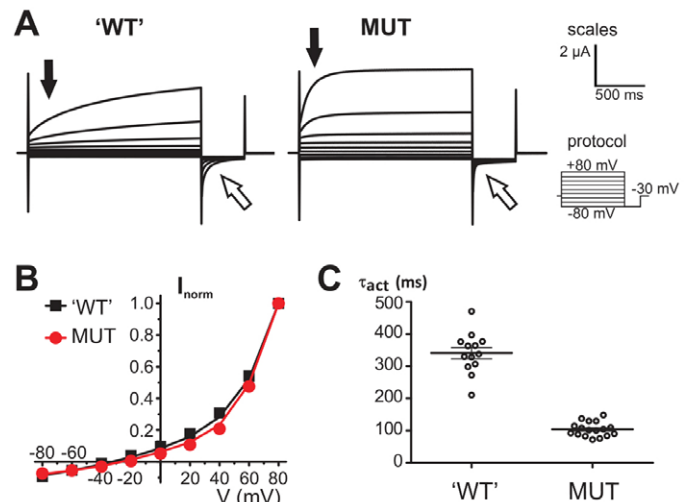 A
'WT'
MUT
scales
2 µA
500 ms
protocol
+80 mV
-30 mV
-80 mV
B
I norm
'WT'
MUT
1.0
0.8
0.6
0.4
0.2
-80 -60
-40 -20
20 40 60 80
V (mV)
C
τact (ms)
500
400
300
200
100
0
'WT'
MUT